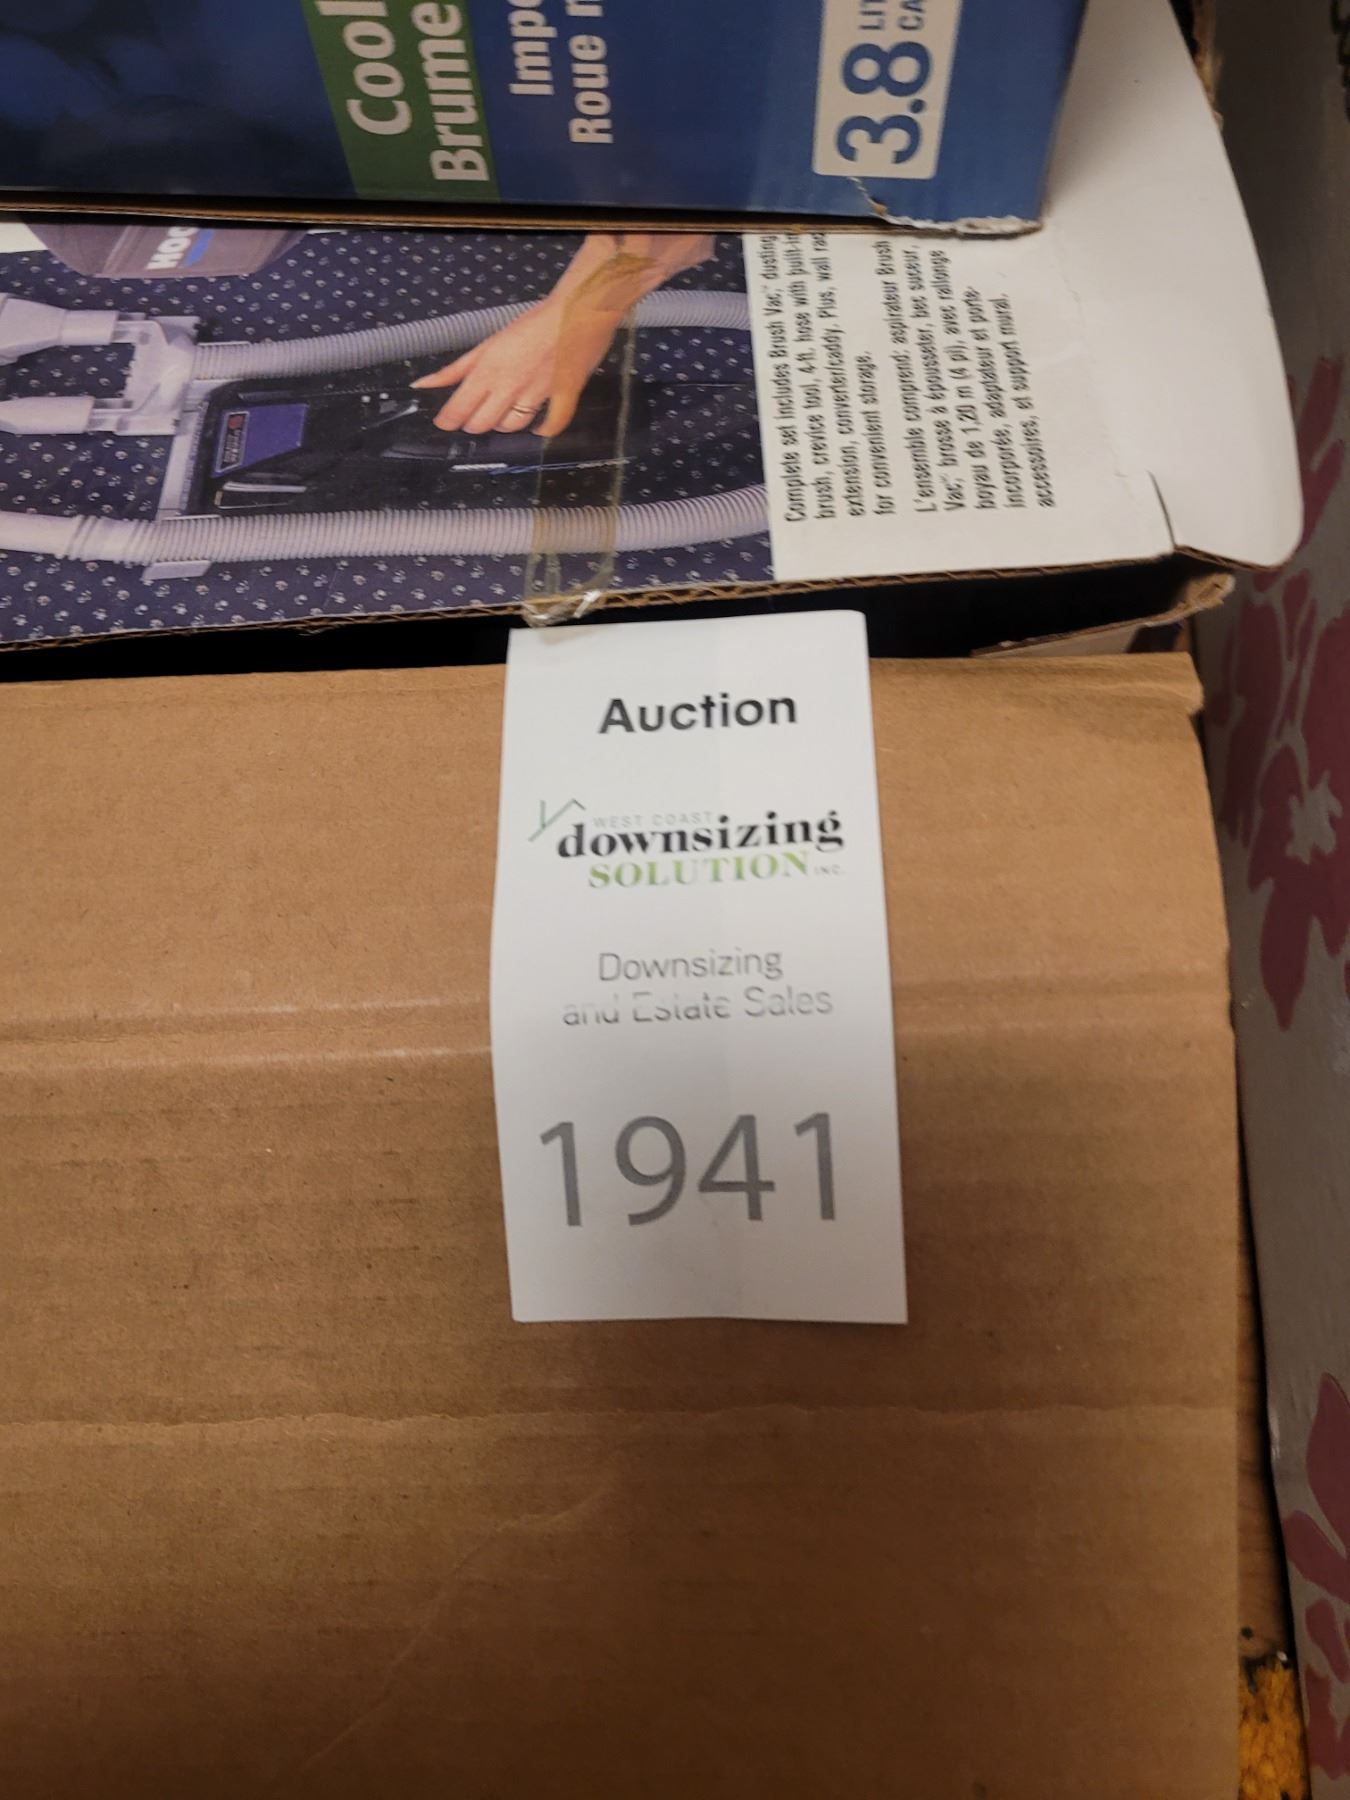 Cool
Brume
Roue
3.8
Complete set includes Brush Vac,™ dusting
brush, crevice tool, 4-ft. hose with built-in
extension, converter/caddy. Plus, wall rack
for convenient storage.
L'ensemble comprend: aspirateur Brush
Vac,™ brosse à épousseter, bec suceur,
boyau de 1,20 m (4 pi), avec rallonge
incorporée, adaptateur et porte-
accessoires, et support mural.
Auction
WEST COAST
downsizing
SOLUTION INC.
Downsizing
and Estate Sales
1941